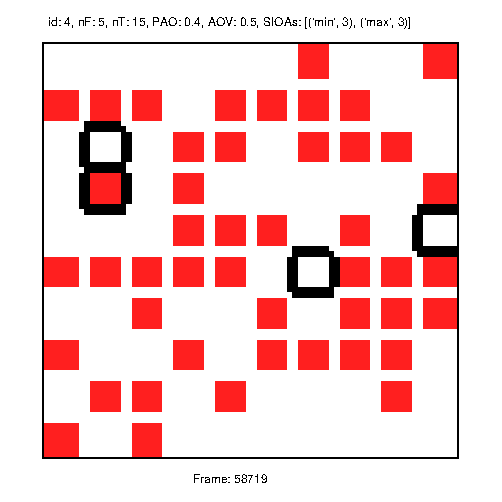 id: 4, nF: 5, nT: 15, PAO: 0.4, AOV: 0.5, SIOAs: [('min', 3), ('max', 3)]
Frame: 58719